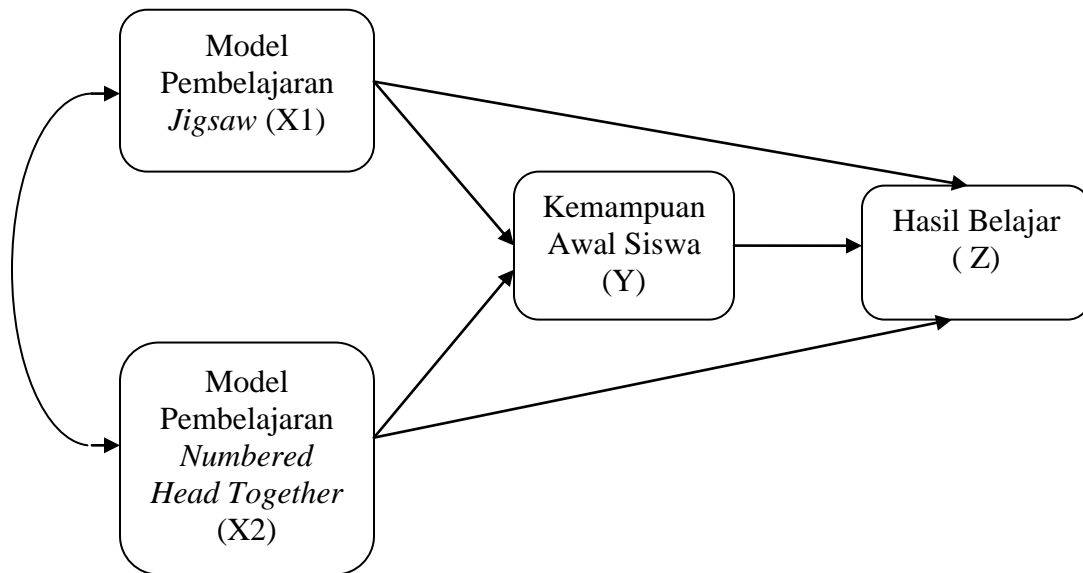 Model
Pembelajaran
Jigsaw (X1)
Kemampuan
Awal Siswa
(Y)
Hasil Belajar
( Z)
Model
Pembelajaran
Numbered
Head Together
(X2)